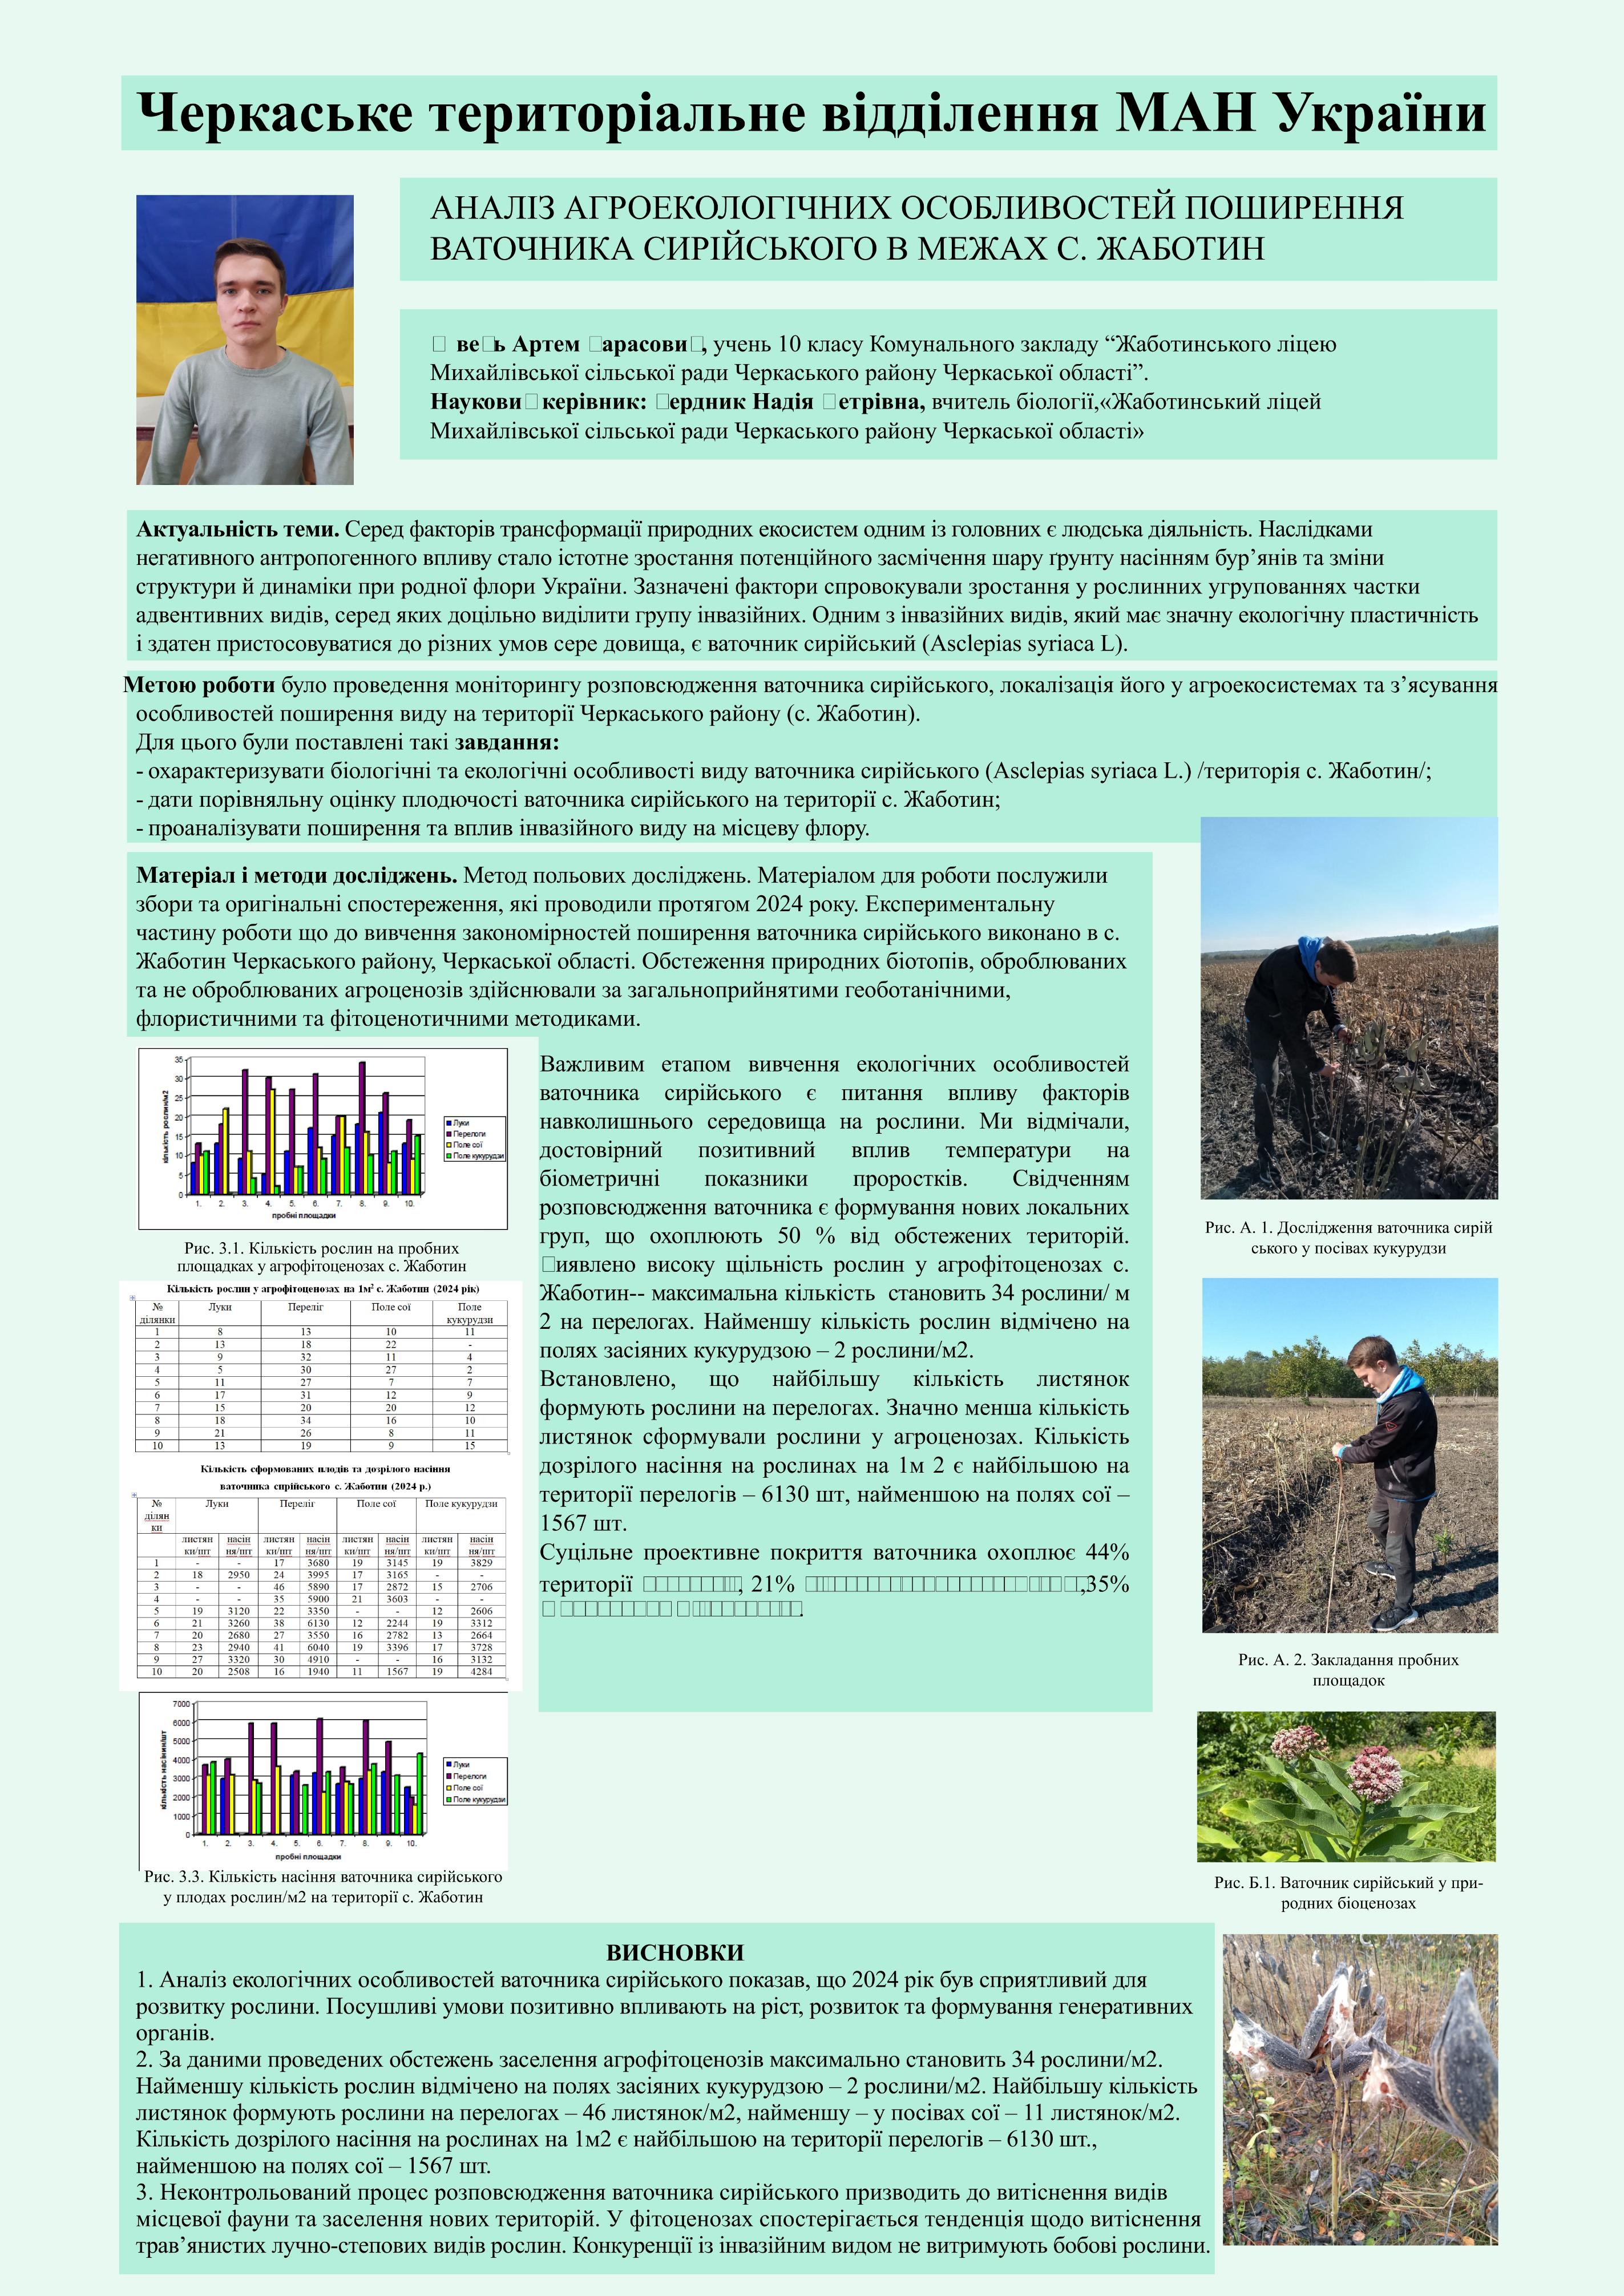 Черкаське територіальне відділення МАН України
АНАЛІЗ АГРОЕКОЛОГІЧНИХ ОСОБЛИВОСТЕЙ ПОШИРЕННЯ
ВАТОЧНИКА СИРІЙСЬКОГО В МЕЖАХ С. ЖАБОТИН
Артем учень 10 класу Комунального закладу “Жаботинського ліцею
Михайлівської сільської ради Черкаського району Черкаської області”.
керівник: Надія вчитель біології,«Жаботинський ліцей
Михайлівської сільської ради Черкаського району Черкаської області»
Актуальність теми. Серед факторів трансформації природних екосистем одним із головних є людська діяльність. Наслідками
негативного антропогенного впливу стало істотне зростання потенційного засмічення шару ґрунту насінням бур’янів та зміни
структури й динаміки при родної флори України. Зазначені фактори спровокували зростання у рослинних угрупованнях частки
адвентивних видів, серед яких доцільно виділити групу інвазійних. Одним з інвазійних видів, який має значну екологічну пластичність
і здатен пристосовуватися до різних умов сере довища, є ваточник сирійський (Asclepias syriaca L).
Метою роботи було проведення моніторингу розповсюдження ваточника сирійського, локалізація його у агроекосистемах та з’ясування
особливостей поширення виду на території Черкаського району (с. Жаботин).
Для цього були поставлені такі завдання:
- охарактеризувати біологічні та екологічні особливості виду ваточника сирійського (Asclepias syriaca L.) /територія с. Жаботин/;
- дати порівняльну оцінку плодючості ваточника сирійського на території с. Жаботин;
- проаналізувати поширення та вплив інвазійного виду на місцеву флору.
Матеріал і методи досліджень. Метод польових досліджень. Матеріалом для роботи послужили
збори та оригінальні спостереження, які проводили протягом 2024 року. Експериментальну
частину роботи що до вивчення закономірностей поширення ваточника сирійського виконано в с.
Жаботин Черкаського району, Черкаської області. Обстеження природних біотопів, оброблюваних
та не оброблюваних агроценозів здійснювали за загальноприйнятими геоботанічними,
флористичними та фітоценотичними методиками.
35
30
25
20
15
10
5
0
кількість рослин/м2
1. 2. 3. 4. 5. 6. 7. 8. 9. 10.
пробні площадки
Луки
Перелоги
Поле сої
Поле кукурудзи
Рис. 3.1. Кількість рослин на пробних
площадках у агрофітоценозах с. Жаботин
Кількість рослин у агрофітоценозах на 1м² с. Жаботин (2024 рік)
№ ділянки Луки Переліг Поле сої Поле кукурудзи
1 8 13 10 11
2 13 18 22 -
3 9 32 11 4
4 5 30 27 2
5 11 27 7 7
6 17 31 12 9
7 15 20 20 12
8 18 34 16 10
9 21 26 8 11
10 13 19 9 15
Кількість сформованих плодів та дозрілого насіння
ваточника сирійського с. Жаботин (2024 р.)
№ ділян ки Луки Переліг Поле сої Поле кукурудзи
листян ки/шт насін ня/шт листян ки/шт насін ня/шт листян ки/шт насін ня/шт листян ки/шт насін ня/шт
1 - - 17 3680 19 3145 19 3829
2 18 2950 24 3995 17 3165 - -
3 - - 46 5890 17 2872 15 2706
4 - - 35 5900 21 3603 - -
5 19 3120 22 3350 - - 12 2606
6 21 3260 38 6130 12 2244 19 3312
7 20 2680 27 3550 16 2782 13 2664
8 23 2940 41 6040 19 3396 17 3728
9 27 3320 30 4910 - - 16 3132
10 20 2508 16 1940 11 1567 19 4284
7000
6000
5000
4000
3000
2000
1000
0
кількість насінин/шт
1. 2. 3. 4. 5. 6. 7. 8. 9. 10.
пробні площадки
Луки
Перелоги
Поле сої
Поле кукурудзи
Рис. 3.3. Кількість насіння ваточника сирійського
у плодах рослин/м2 на території с. Жаботин
Важливим етапом вивчення екологічних особливостей
ваточника сирійського є питання впливу факторів
навколишнього середовища на рослини. Ми відмічали,
достовірний позитивний вплив температури на
біометричні показники проростків. Свідченням
розповсюдження ваточника є формування нових локальних
груп, що охоплюють 50 % від обстежених територій.
високу щільність рослин у агрофітоценозах с.
Жаботин-- максимальна кількість становить 34 рослини/ м
2 на перелогах. Найменшу кількість рослин відмічено на
полях засіяних кукурудзою – 2 рослини/м2.
Встановлено, що найбільшу кількість листянок
формують рослини на перелогах. Значно менша кількість
листянок сформували рослини у агроценозах. Кількість
дозрілого насіння на рослинах на 1м 2 є найбільшою на
території перелогів – 6130 шт, найменшою на полях сої –
1567 шт.
Суцільне проективне покриття ваточника охоплює 44%
території , 21% ,35%
Рис. А. 1. Дослідження ваточника сирій
ського у посівах кукурудзи
Рис. А. 2. Закладання пробних
площадок
Рис. Б.1. Ваточник сирійський у при-
родних біоценозах
ВИСНОВКИ
1. Аналіз екологічних особливостей ваточника сирійського показав, що 2024 рік був сприятливий для
розвитку рослини. Посушливі умови позитивно впливають на ріст, розвиток та формування генеративних
органів.
2. За даними проведених обстежень заселення агрофітоценозів максимально становить 34 рослини/м2.
Найменшу кількість рослин відмічено на полях засіяних кукурудзою – 2 рослини/м2. Найбільшу кількість
листянок формують рослини на перелогах – 46 листянок/м2, найменшу – у посівах сої – 11 листянок/м2.
Кількість дозрілого насіння на рослинах на 1м2 є найбільшою на території перелогів – 6130 шт.,
найменшою на полях сої – 1567 шт.
3. Неконтрольований процес розповсюдження ваточника сирійського призводить до витіснення видів
місцевої фауни та заселення нових територій. У фітоценозах спостерігається тенденція щодо витіснення
трав’янистих лучно-степових видів рослин. Конкуренції із інвазійним видом не витримують бобові рослини.